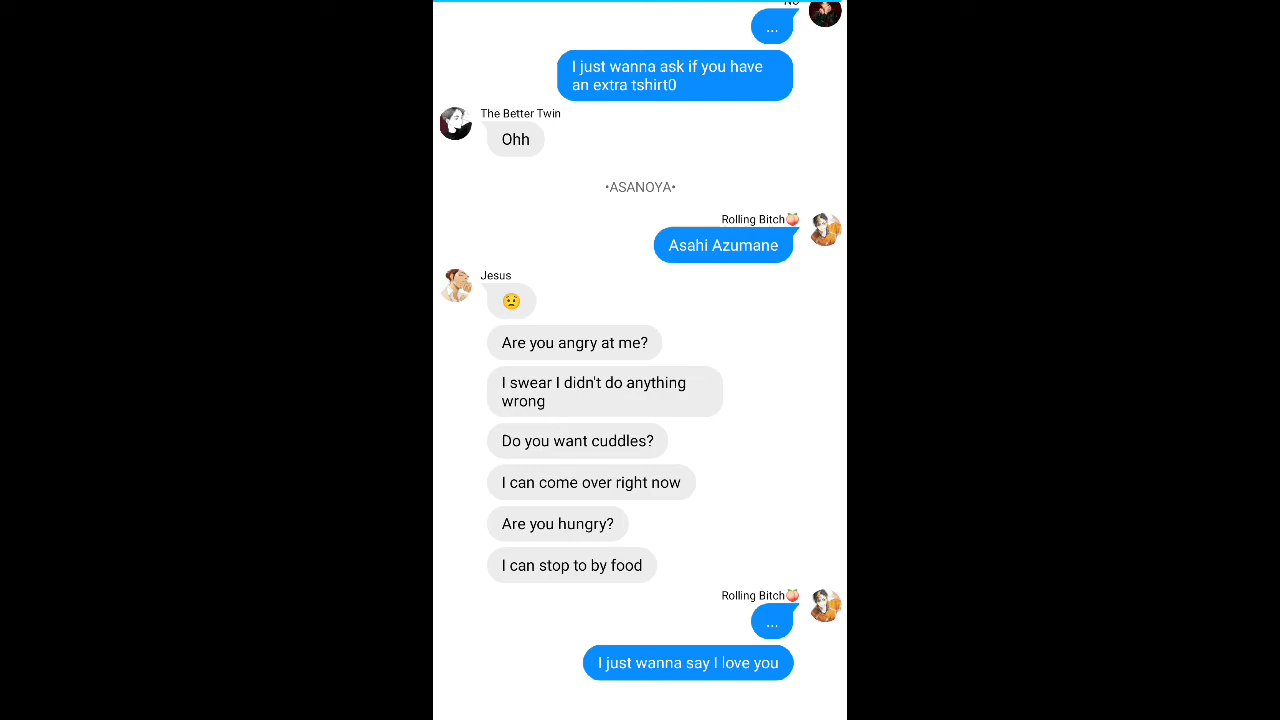 No
...
I just wanna ask if you have
an extra tshirt0
The Better Twin
Ohh
•ASANOYA•
Rolling Bitch🍑
Asahi Azumane
Jesus
😟
Are you angry at me?
I swear I didn't do anything
wrong
Do you want cuddles?
I can come over right now
Are you hungry?
I can stop to by food
Rolling Bitch🍑
...
I just wanna say I love you